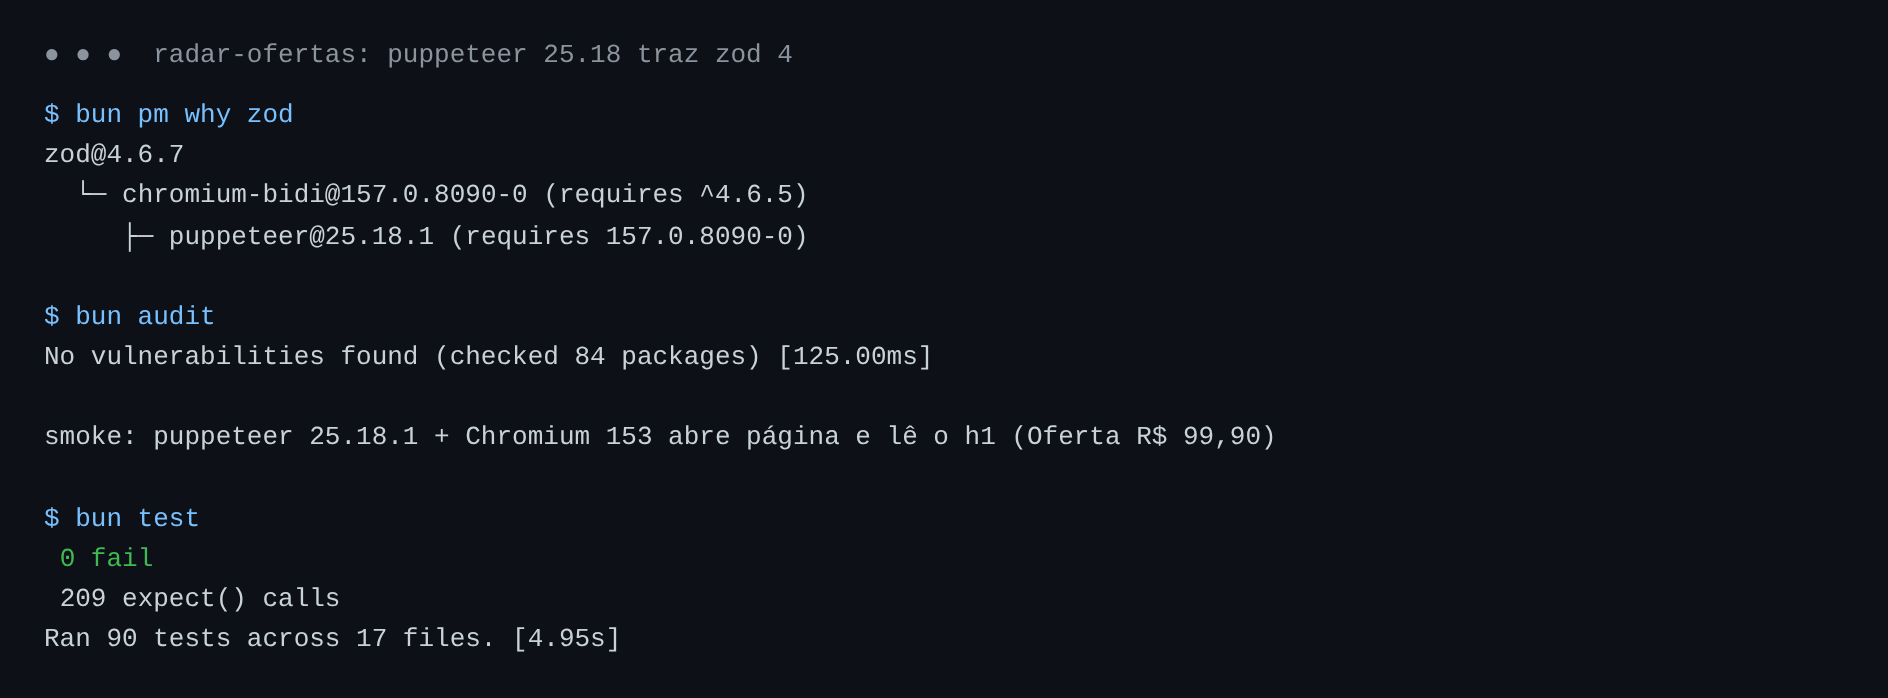 ● ● ● radar-ofertas: puppeteer 25.18 traz zod 4
$ bun pm why zod
zod@4.6.7
  └─ chromium-bidi@157.0.8090-0 (requires ^4.6.5)
     ├─ puppeteer@25.18.1 (requires 157.0.8090-0)
$ bun audit
No vulnerabilities found (checked 84 packages) [125.00ms]
smoke: puppeteer 25.18.1 + Chromium 153 abre página e lê o h1 (Oferta R$ 99,90)
$ bun test
 0 fail
 209 expect() calls
Ran 90 tests across 17 files. [4.95s]